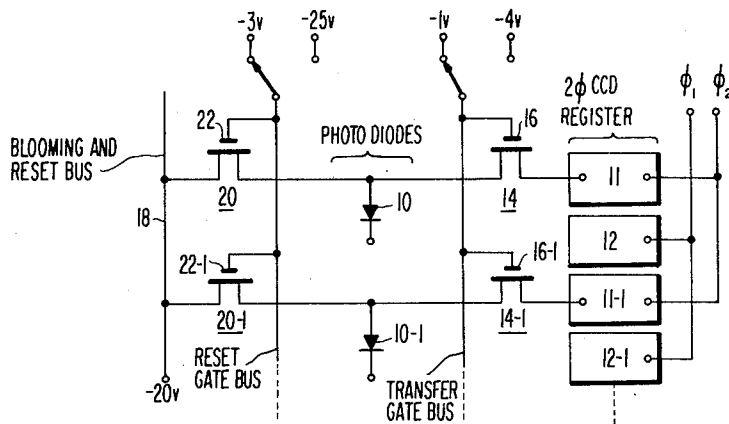 -3v -25v -1v -4v
2ϕ CCD REGISTER
ϕ₁ ϕ₂
BLOOMING AND RESET BUS
22
PHOTO DIODES
16
20
10
14
11
18
12
22-1
16-1
20-1
14-1
11-1
10-1
12-1
RESET GATE BUS
TRANSFER GATE BUS
-20v